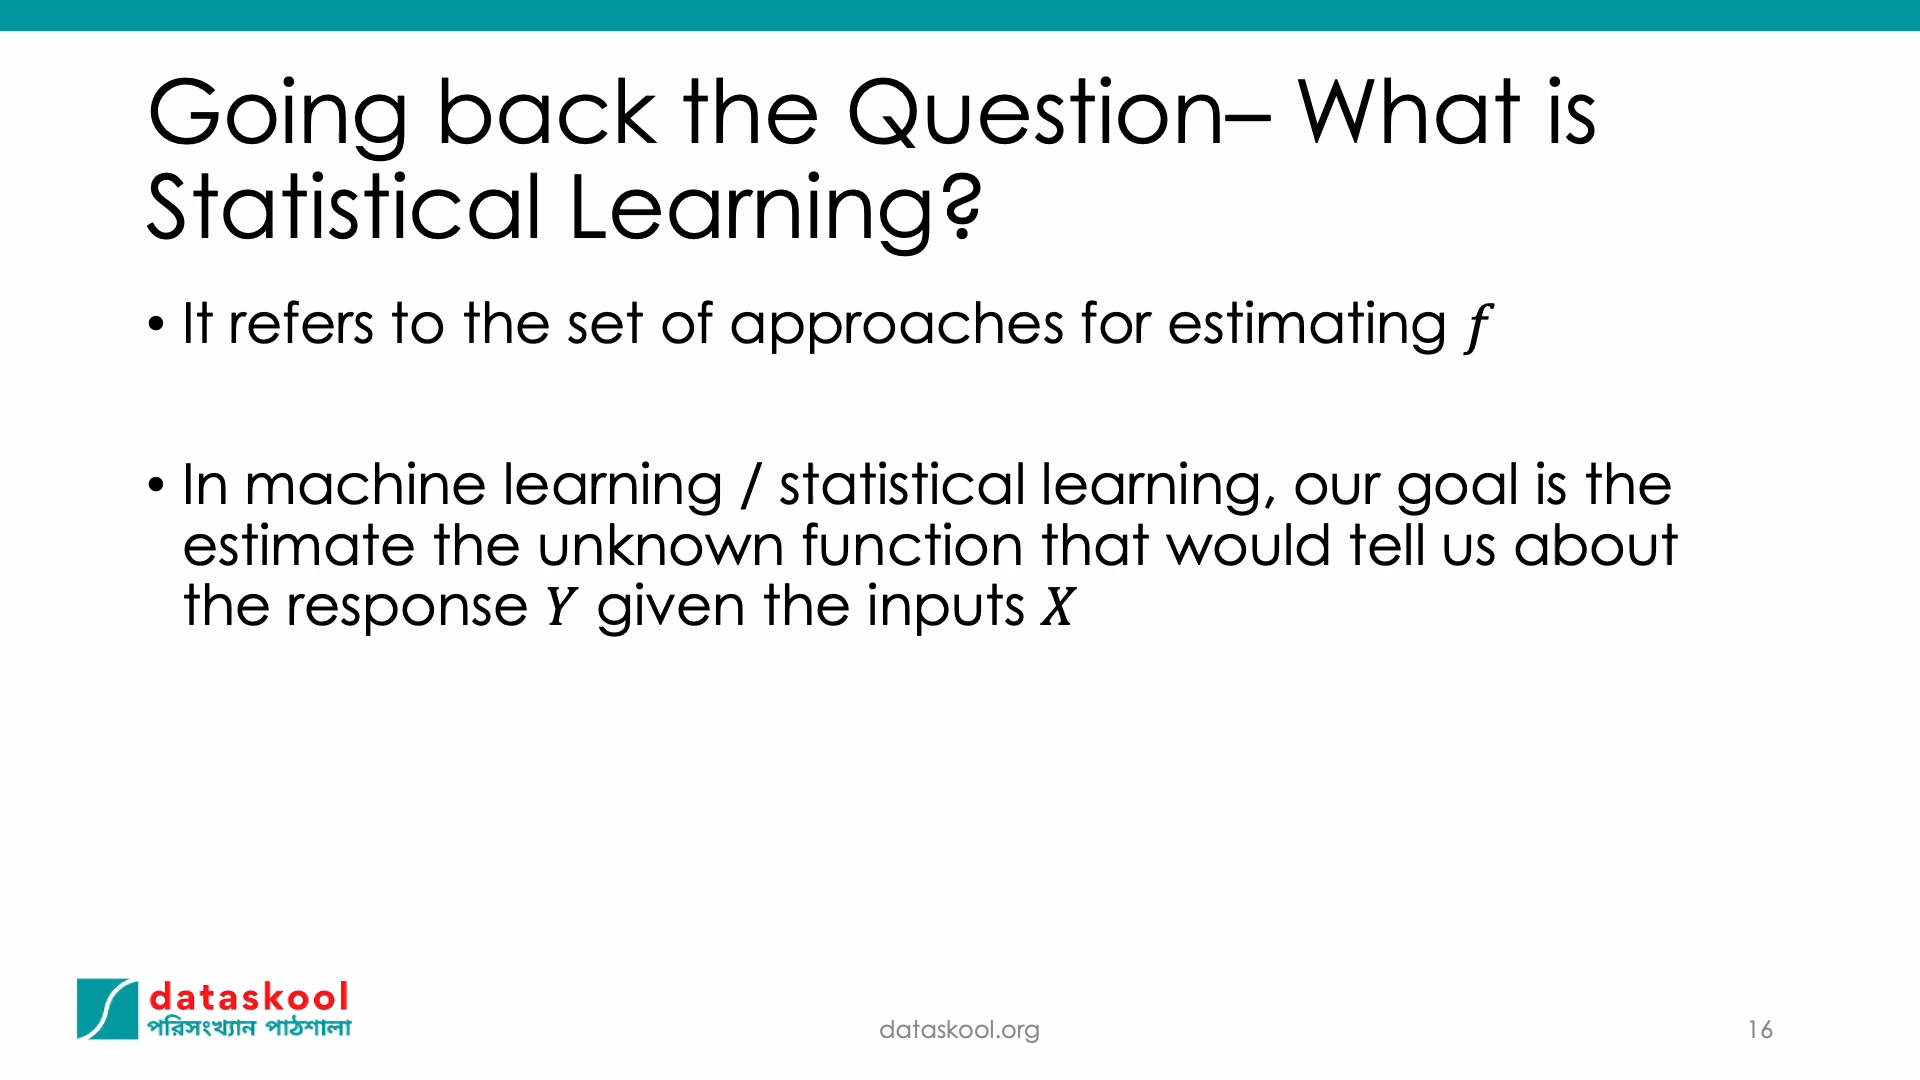 Going back the Question– What is
Statistical Learning?
• It refers to the set of approaches for estimating f
• In machine learning / statistical learning, our goal is the
estimate the unknown function that would tell us about
the response Y given the inputs X
dataskool
পরিসংখ্যান পাঠশালা
dataskool.org
16